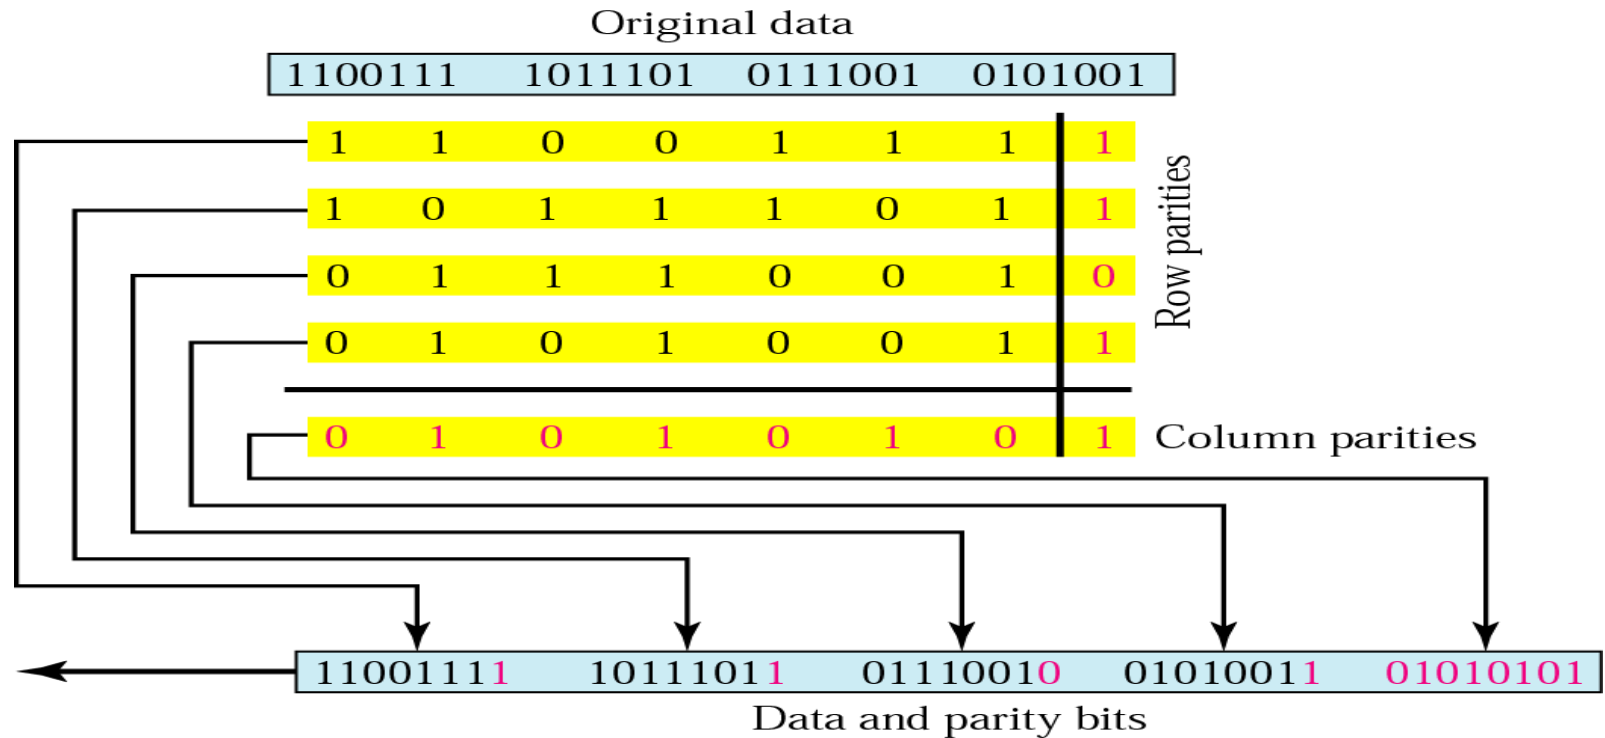 Original data
1100111 1011101 0111001 0101001
1 1 0 0 1 1 1 1
1 0 1 1 1 0 1 1
0 1 1 1 0 0 1 0
0 1 0 1 0 0 1 1
Row parities
0 1 0 1 0 1 0 1 Column parities
11001111 10111011 01110010 01010011 01010101
Data and parity bits